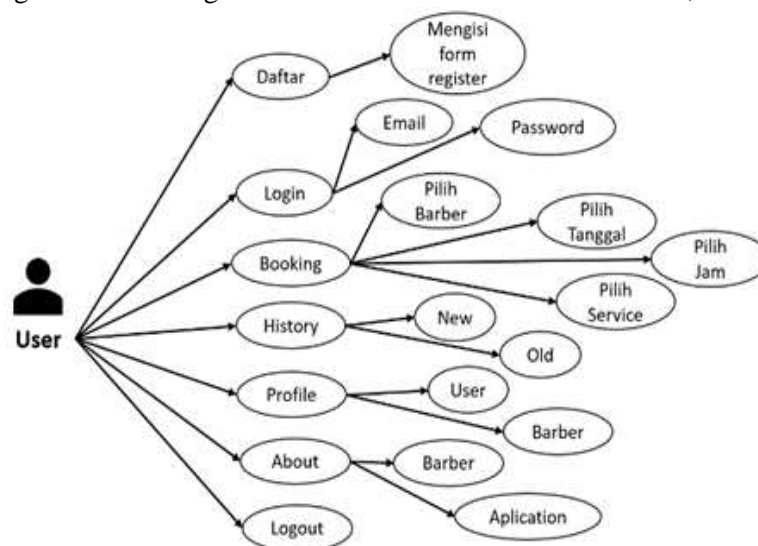 Mengisi
form
register
Daftar
Email
Password
Login
Pilih
Barber
Pilih
Tanggal
Pilih
Jam
Booking
Pilih
Service
User
History
New
Old
Profile
User
Barber
About
Barber
Aplication
Logout